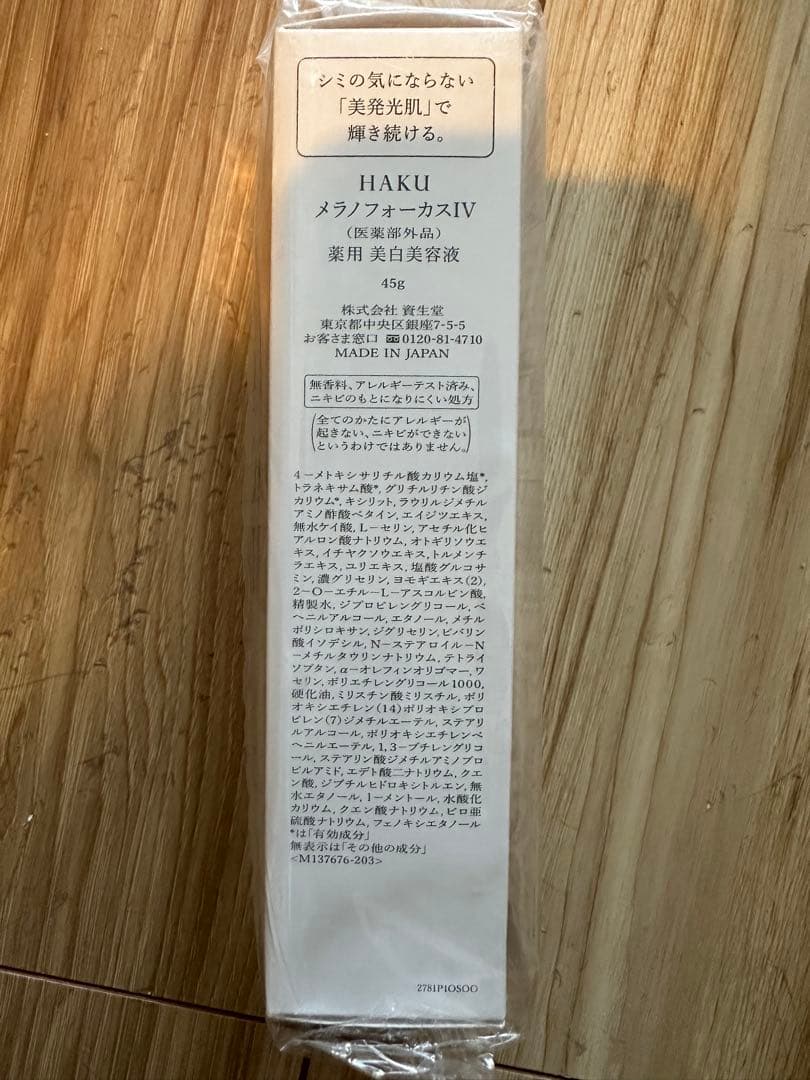 シミの気にならない
「美発光肌」で
輝き続ける。
HAKU
メラノフォーカスIV
(医薬部外品)
薬用 美白美容液
45g
株式会社 資生堂
東京都中央区銀座7-5-5
お客さま窓口 0120-81-4710
MADE IN JAPAN
無香料、アレルギーテスト済み、
ニキビのもとになりにくい処方
(全てのかたにアレルギーが
起きない、ニキビができない
というわけではありません。)
4-メトキシサリチル酸カリウム塩*,
トラネキサム酸*, グリチルリチン酸ジ
カリウム*, キシリット, ラウリルジメチル
アミノ酢酸ベタイン, エイジツエキス,
無水ケイ酸, L-セリン, アセチル化ヒ
アルロン酸ナトリウム, オトギリソウエ
キス, イチヤクソウエキス, トルメンチ
ラエキス, ユリエキス, 塩酸グルコサ
ミン, 濃グリセリン, ヨモギエキス(2),
2-O-エチル-L-アスコルビン酸,
精製水, ジプロピレングリコール, ベ
ヘニルアルコール, エタノール, メチル
ポリシロキサン, ジグリセリン, ピバリン
酸イソデシル, N-ステアロイル-N
-メチルタウリンナトリウム, テトライ
ソブタン, α-オレフィンオリゴマー, ワ
セリン, ポリエチレングリコール1000,
硬化油, ミリスチン酸ミリスチル, ポリ
オキシエチレン(14)ポリオキシプロ
ピレン(7)ジメチルエーテル, ステアリ
ルアルコール, ポリオキシエチレンベ
ヘニルエーテル, 1,3-ブチレングリコ
ール, ステアリン酸ジメチルアミノプロ
ピルアミド, エデト酸二ナトリウム, クエ
ン酸, ジブチルヒドロキシトルエン, 無
水エタノール, l-メントール, 水酸化
カリウム, クエン酸ナトリウム, ピロ亜
硫酸ナトリウム, フェノキシエタノール
*は「有効成分」
無表示は「その他の成分」
<M137676-203>
2781P1OSOO